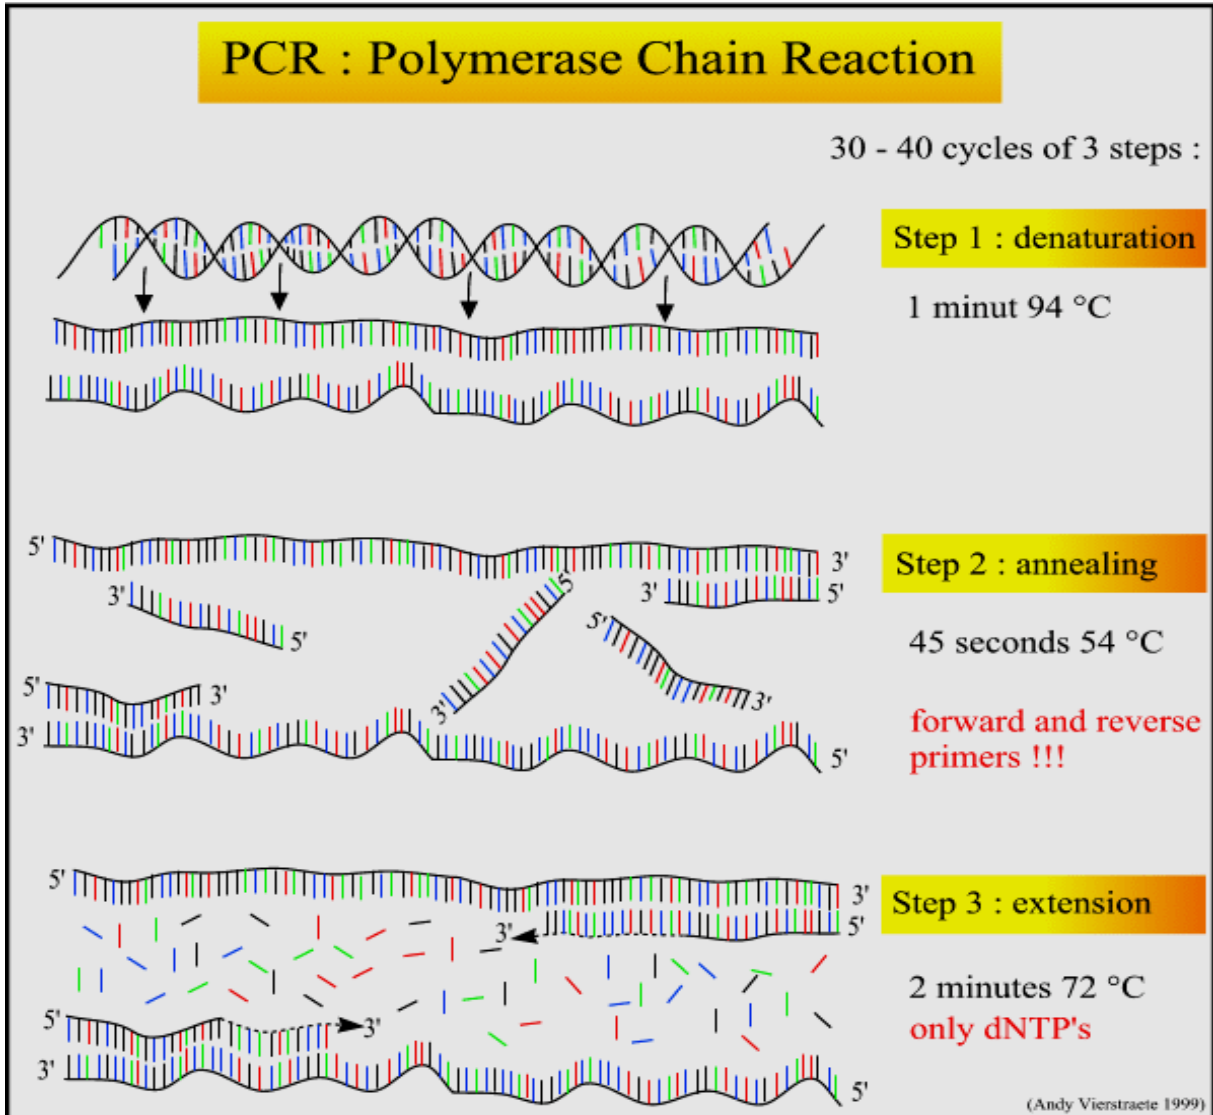 PCR : Polymerase Chain Reaction
30 - 40 cycles of 3 steps :
Step 1 : denaturation
1 minut 94 °C
5'
3'
Step 2 : annealing
3'
5'
3'
5'
5'
45 seconds 54 °C
5'
3'
3'
3'
3'
5'
forward and reverse
primers !!!
5'
3'
Step 3 : extension
3'
5'
2 minutes 72 °C
5'
3'
only dNTP's
3'
5'
(Andy Vierstraete 1999)